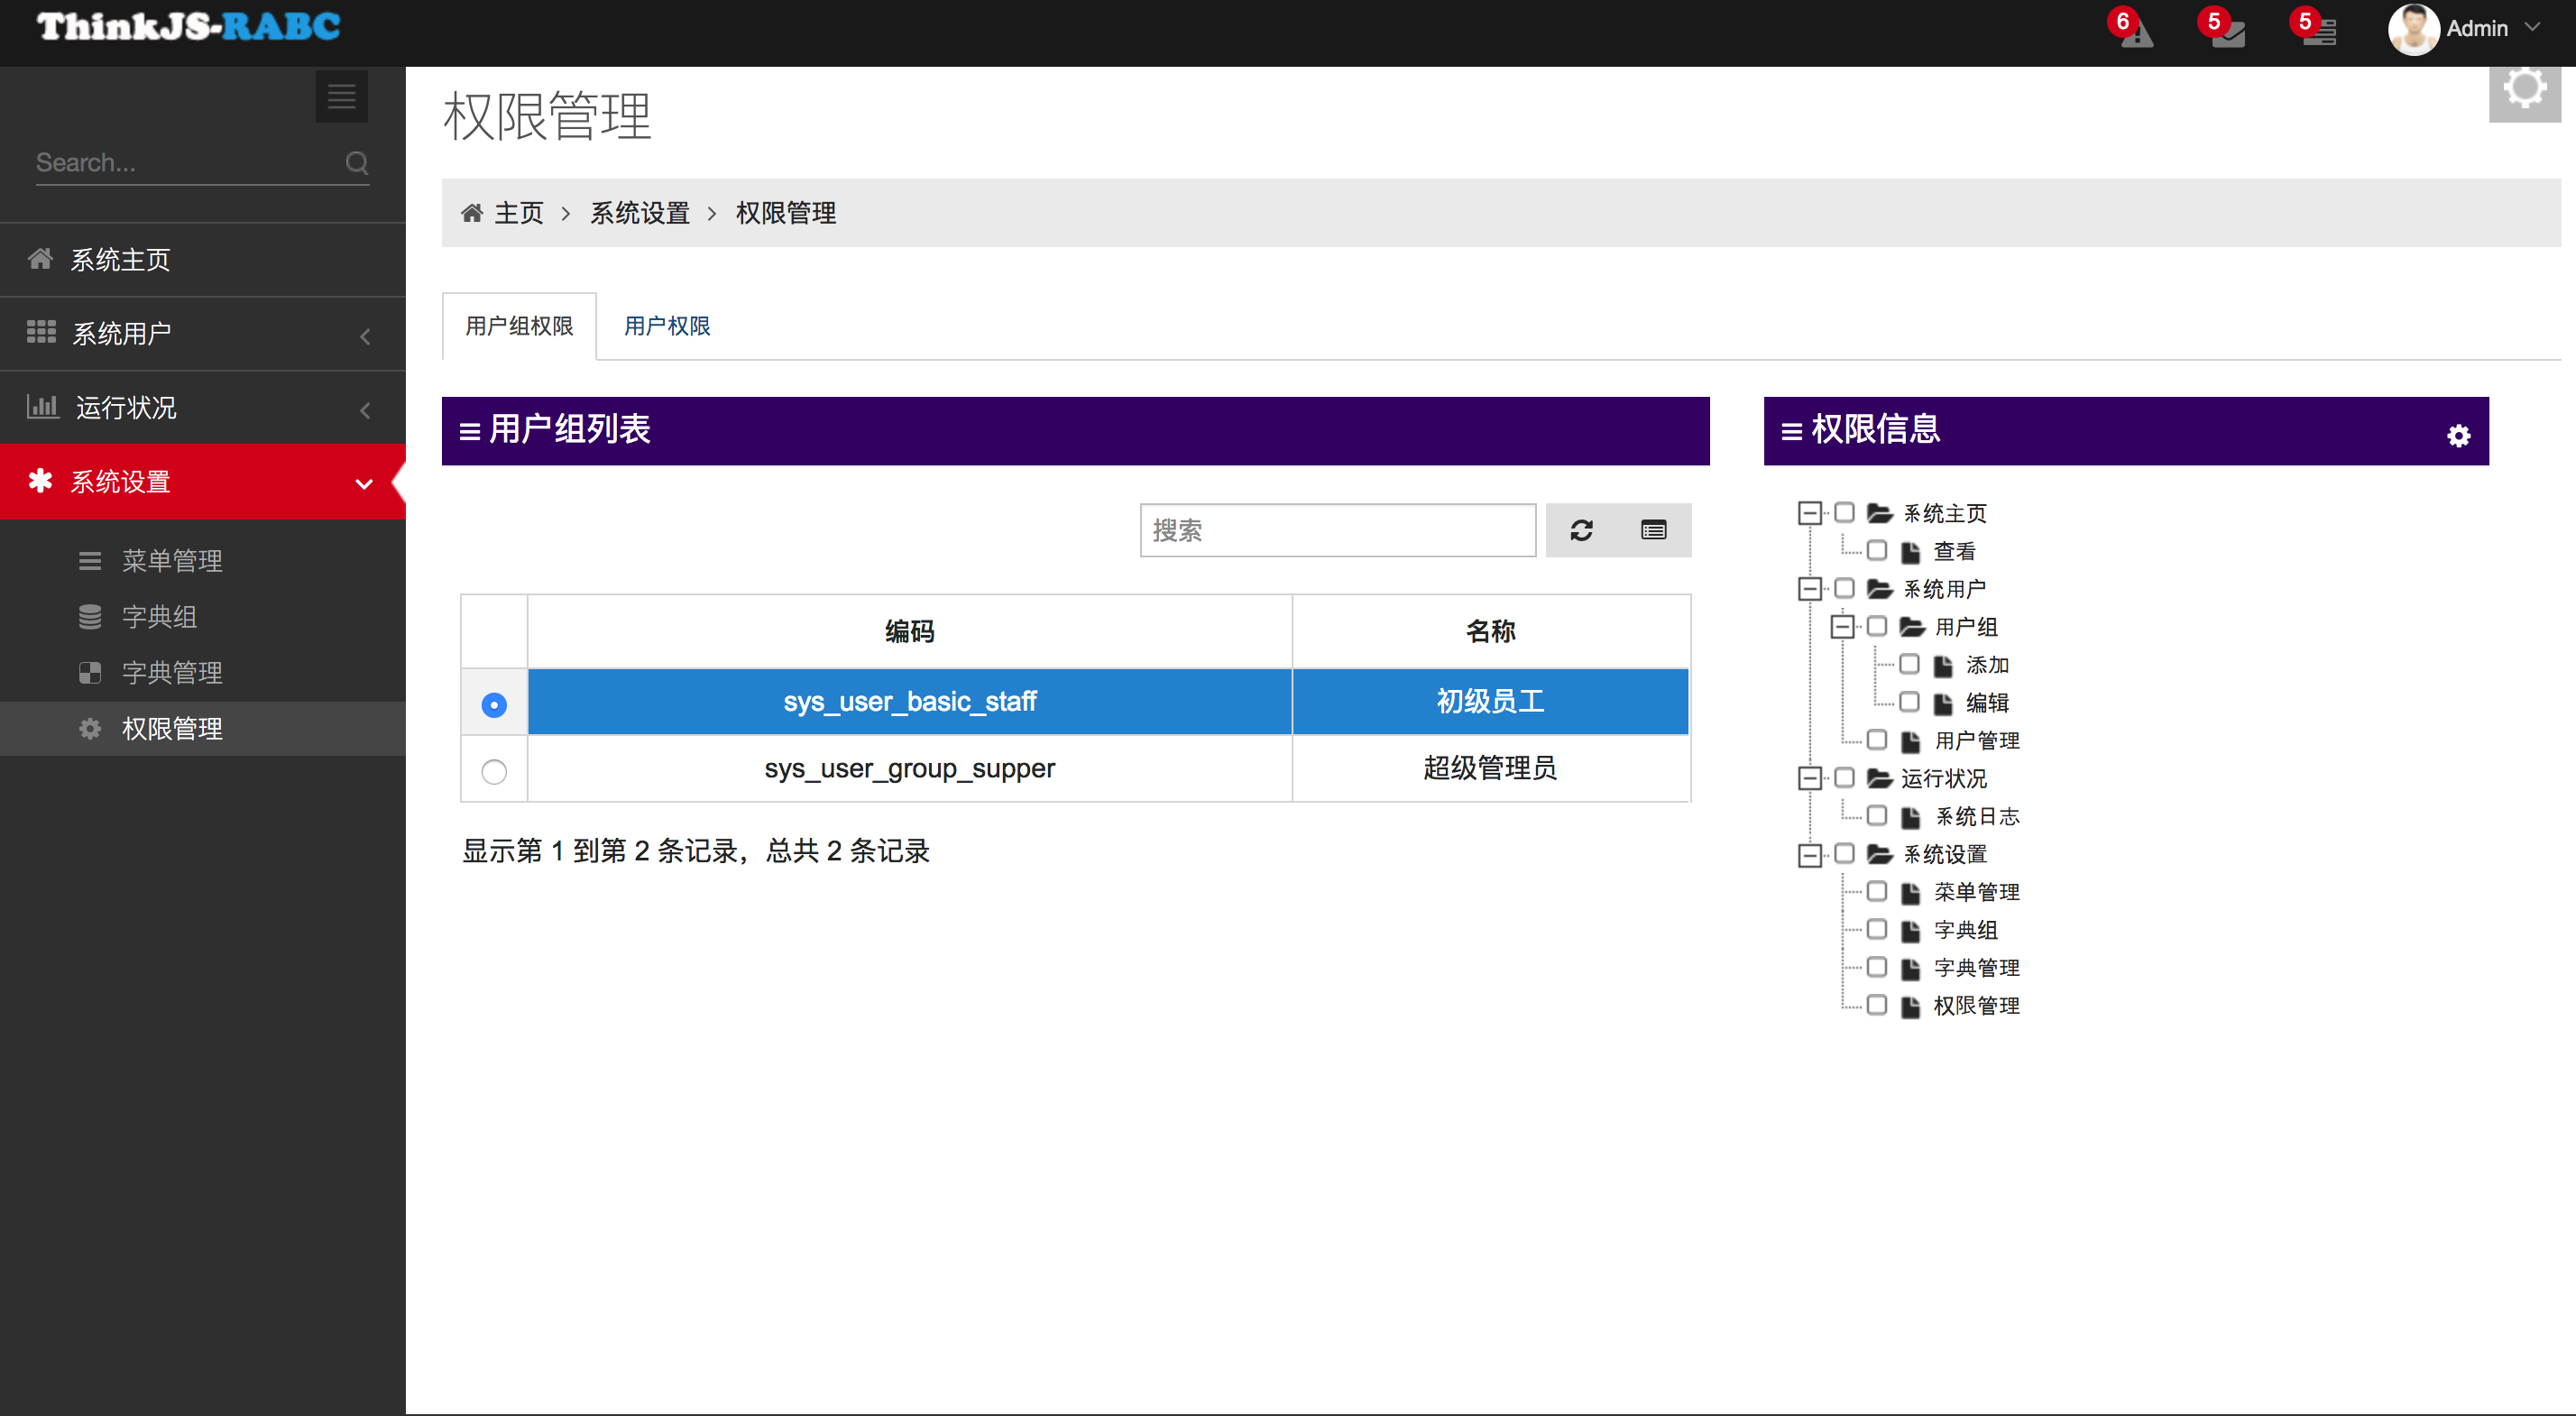 ThinkJS-RABC
6
5
5
Admin
Search...
系统主页
系统用户
运行状况
系统设置
菜单管理
字典组
字典管理
权限管理
权限管理
主页 > 系统设置 > 权限管理
用户组权限 用户权限
用户组列表
搜索
编码 名称
sys_user_basic_staff 初级员工
sys_user_group_supper 超级管理员
显示第 1 到第 2 条记录，总共 2 条记录
权限信息
系统主页
查看
系统用户
用户组
添加
编辑
用户管理
运行状况
系统日志
系统设置
菜单管理
字典组
字典管理
权限管理